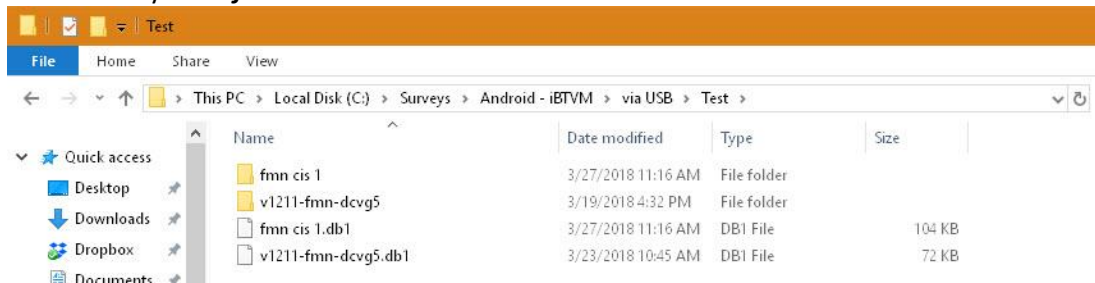 Test
File Home Share View
This PC > Local Disk (C:) > Surveys > Android - iBTVM > via USB > Test >
Name Date modified Type Size
Quick access
Desktop
Downloads
Dropbox
Documents
fmn cis 1 3/27/2018 11:16 AM File folder
v1211-fmn-dcvg5 3/19/2018 4:32 PM File folder
fmn cis 1.db1 3/27/2018 11:16 AM DB1 File 104 KB
v1211-fmn-dcvg5.db1 3/23/2018 10:45 AM DB1 File 72 KB